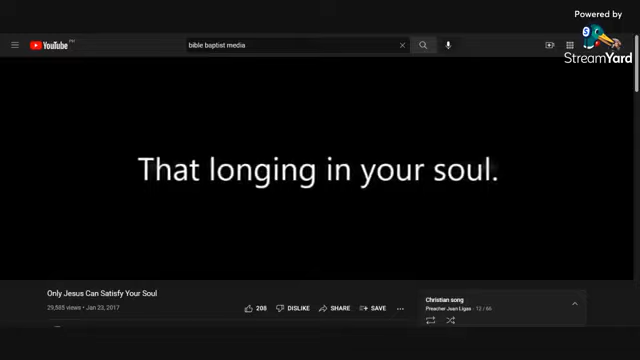 Powered by
StreamYard
YouTube PH
bible baptist media
That longing in your soul.
Only Jesus Can Satisfy Your Soul
29,585 views • Jan 23, 2017
208
DISLIKE
SHARE
SAVE
Christian song
Preacher Juan Ligas - 12 / 66